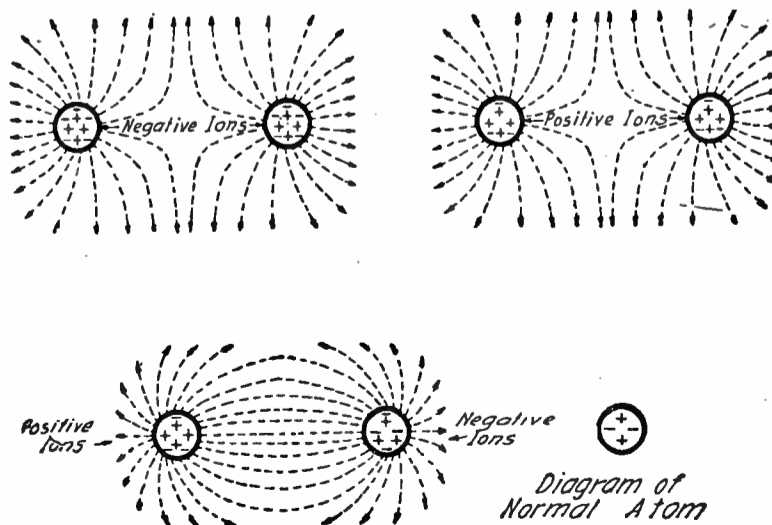 Negative Ions
Positive Ions
Positive
Ions
Negative
Ions
Diagram of
Normal Atom